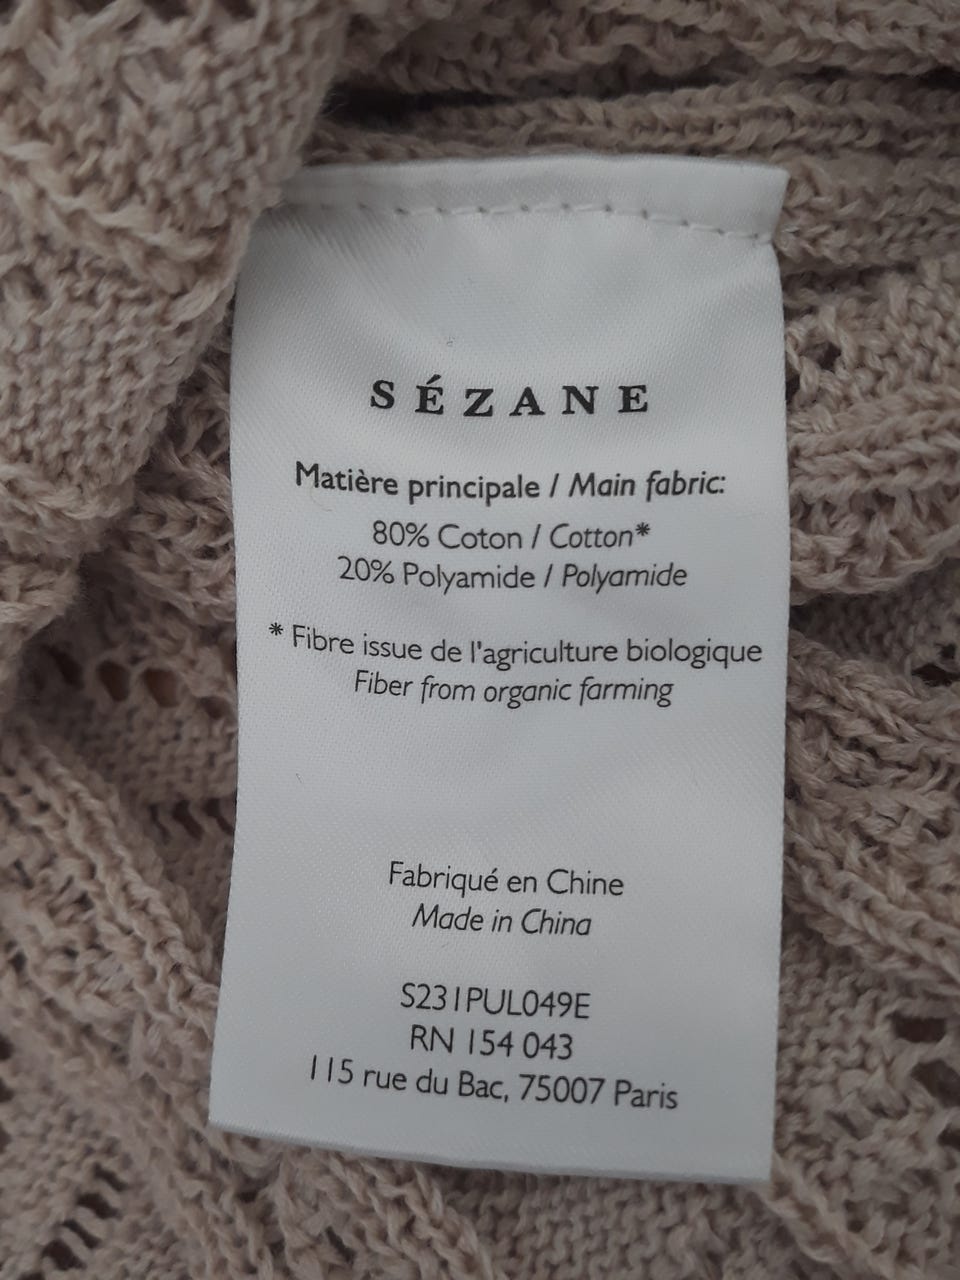 SÉZANE
Matière principale / Main fabric:
80% Coton / Cotton*
20% Polyamide / Polyamide
* Fibre issue de l'agriculture biologique
Fiber from organic farming
Fabriqué en Chine
Made in China
S231PUL049E
RN 154 043
115 rue du Bac, 75007 Paris